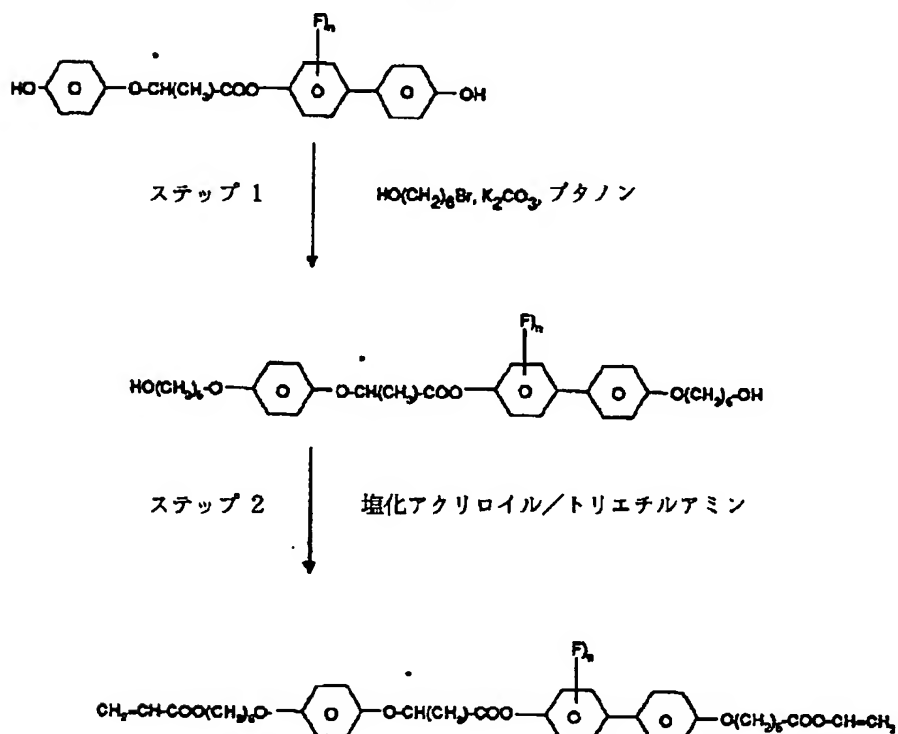 F)n
HO O O-CH(CH3)-COO O O OH
ステップ 1 HO(CH2)6Br, K2CO3, ブタノン
F)n
HO(CH2)6-O O O-CH(CH3)-COO O O O(CH2)6-OH
ステップ 2 塩化アクリロイル/トリエチルアミン
F)n
CH2=CH-COO(CH2)6O O O-CH(CH3)-COO O O O(CH2)6-COO-CH=CH2